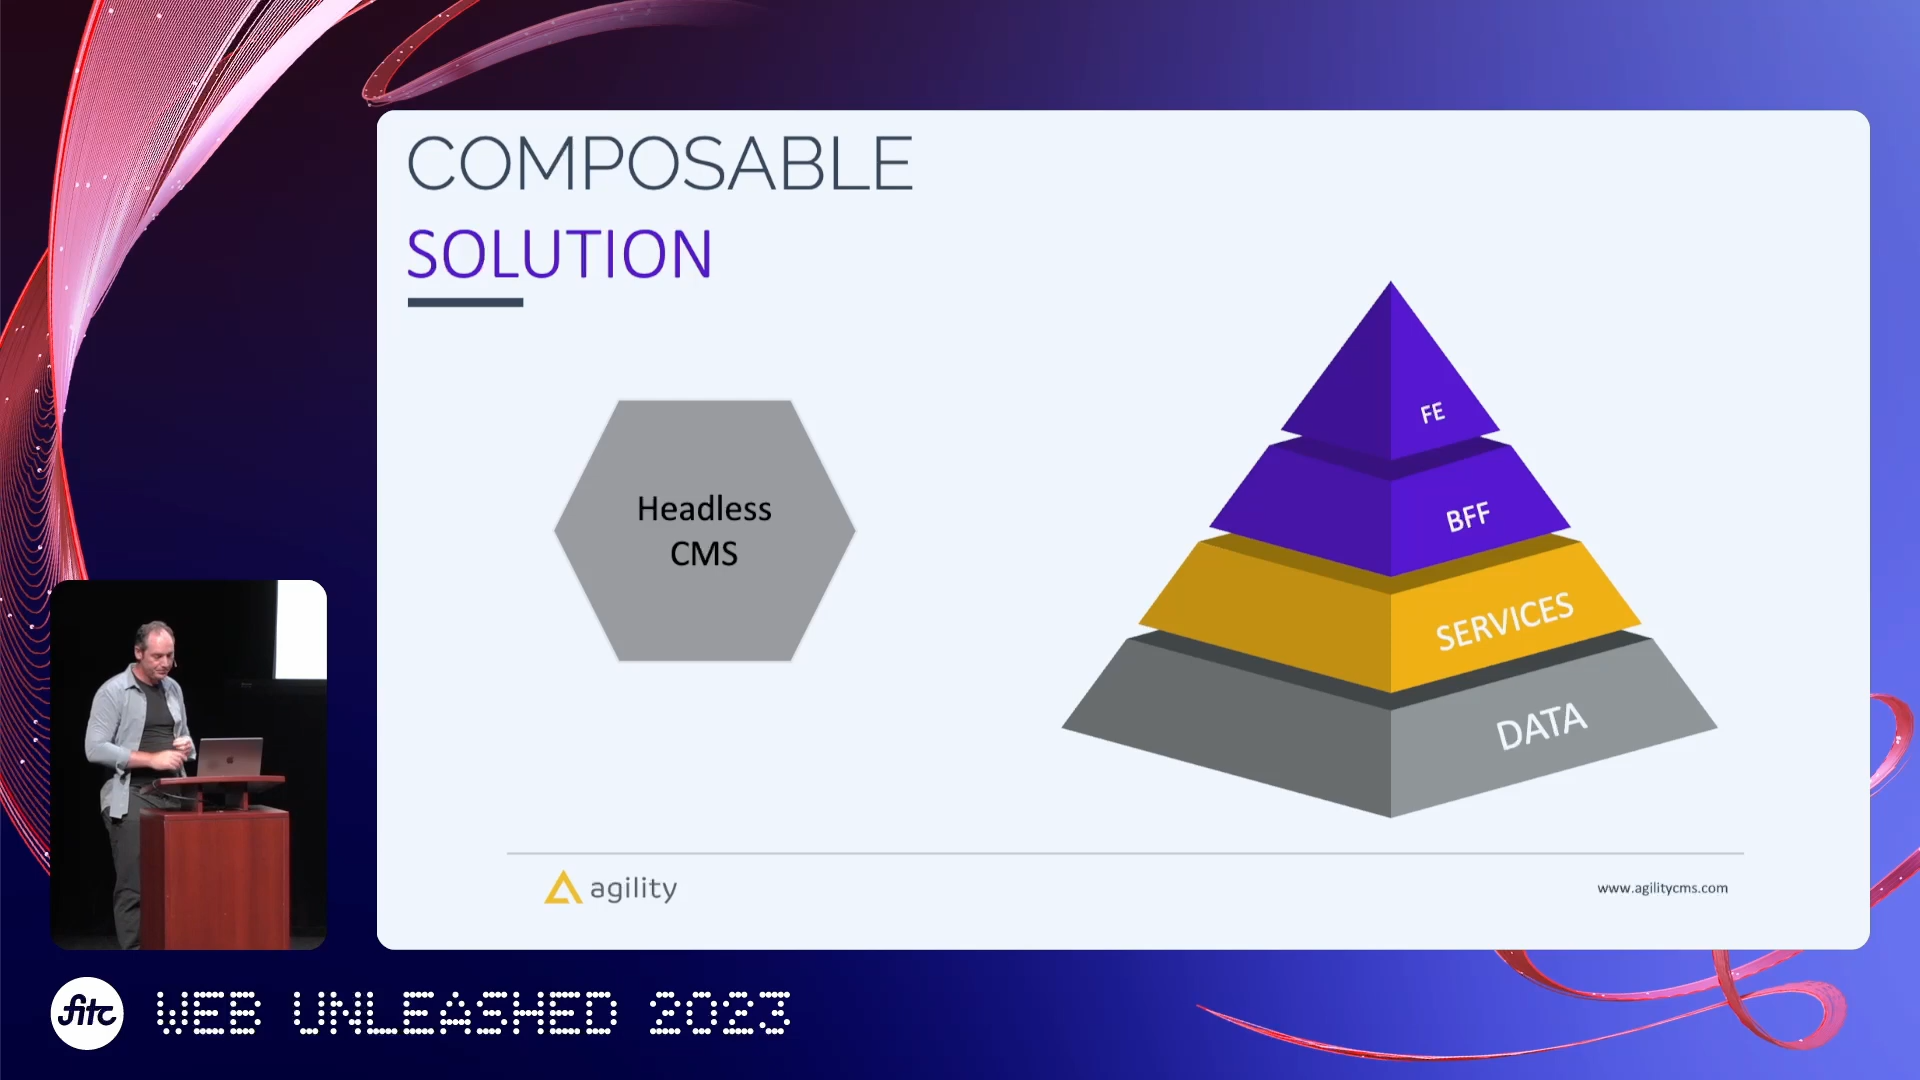 COMPOSABLE
SOLUTION
Headless
CMS
FE
BFF
SERVICES
DATA
agility
www.agilitycms.com
fitc
WEB UNLEASHED 2023